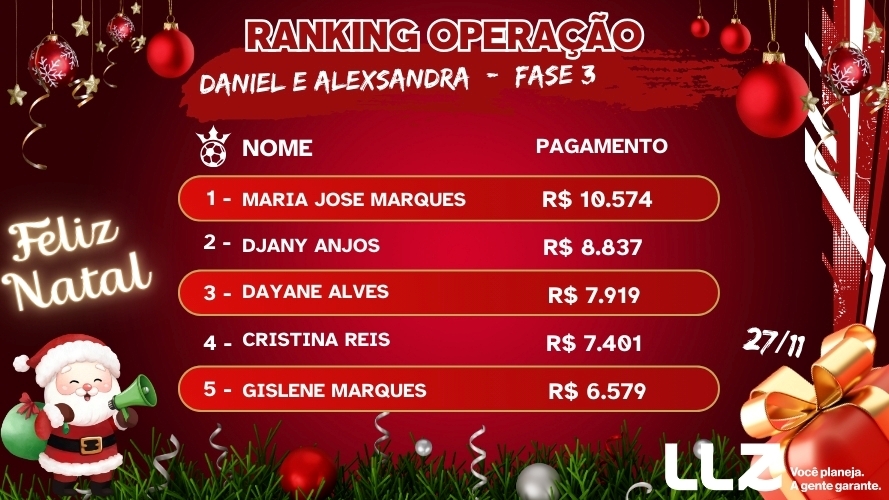 RANKING OPERAÇÃO
DANIEL E ALEXSANDRA - FASE 3
NOME PAGAMENTO
1 - MARIA JOSE MARQUES R$ 10.574
2 - DJANY ANJOS R$ 8.837
3 - DAYANE ALVES R$ 7.919
4 - CRISTINA REIS R$ 7.401
5 - GISLENE MARQUES R$ 6.579
Feliz
Natal
27/11
LLZ
Você planeja.
A gente garante.